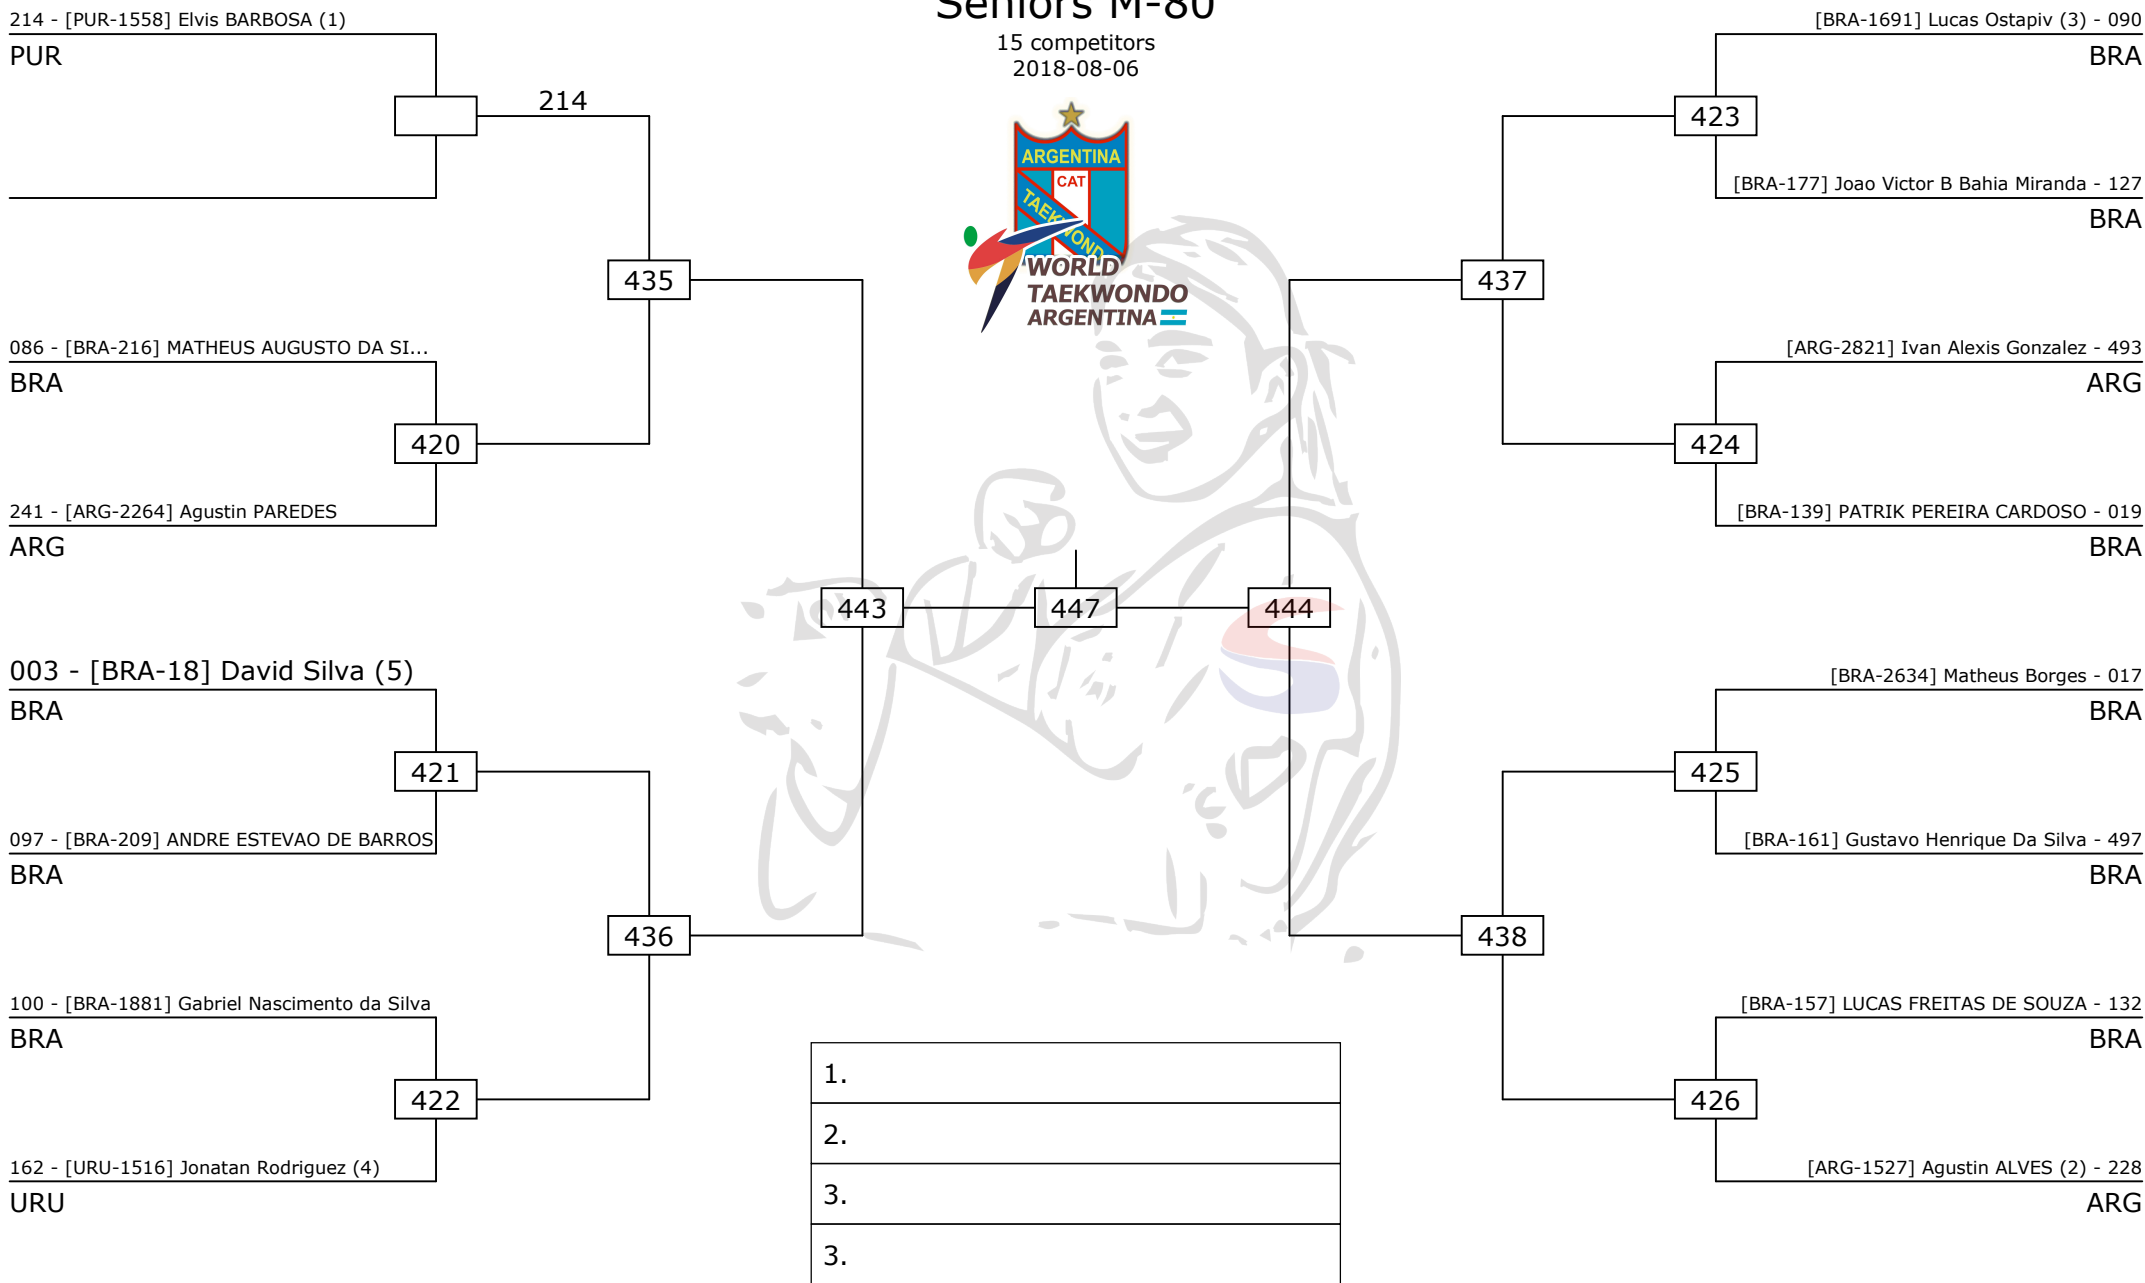 Seniors M-80
15 competitors
2018-08-06
ARGENTINA
CAT
TAEKWONDO
WORLD
TAEKWONDO
ARGENTINA
214 - [PUR-1558] Elvis BARBOSA (1)
PUR
214
435
086 - [BRA-216] MATHEUS AUGUSTO DA SI...
BRA
420
241 - [ARG-2264] Agustin PAREDES
ARG
443
003 - [BRA-18] David Silva (5)
BRA
421
097 - [BRA-209] ANDRE ESTEVAO DE BARROS
BRA
436
100 - [BRA-1881] Gabriel Nascimento da Silva
BRA
422
162 - [URU-1516] Jonatan Rodriguez (4)
URU
447
[BRA-1691] Lucas Ostapiv (3) - 090
BRA
423
[BRA-177] Joao Victor B Bahia Miranda - 127
BRA
437
[ARG-2821] Ivan Alexis Gonzalez - 493
ARG
424
[BRA-139] PATRIK PEREIRA CARDOSO - 019
BRA
444
[BRA-2634] Matheus Borges - 017
BRA
425
[BRA-161] Gustavo Henrique Da Silva - 497
BRA
438
[BRA-157] LUCAS FREITAS DE SOUZA - 132
BRA
426
[ARG-1527] Agustin ALVES (2) - 228
ARG
1.
2.
3.
3.